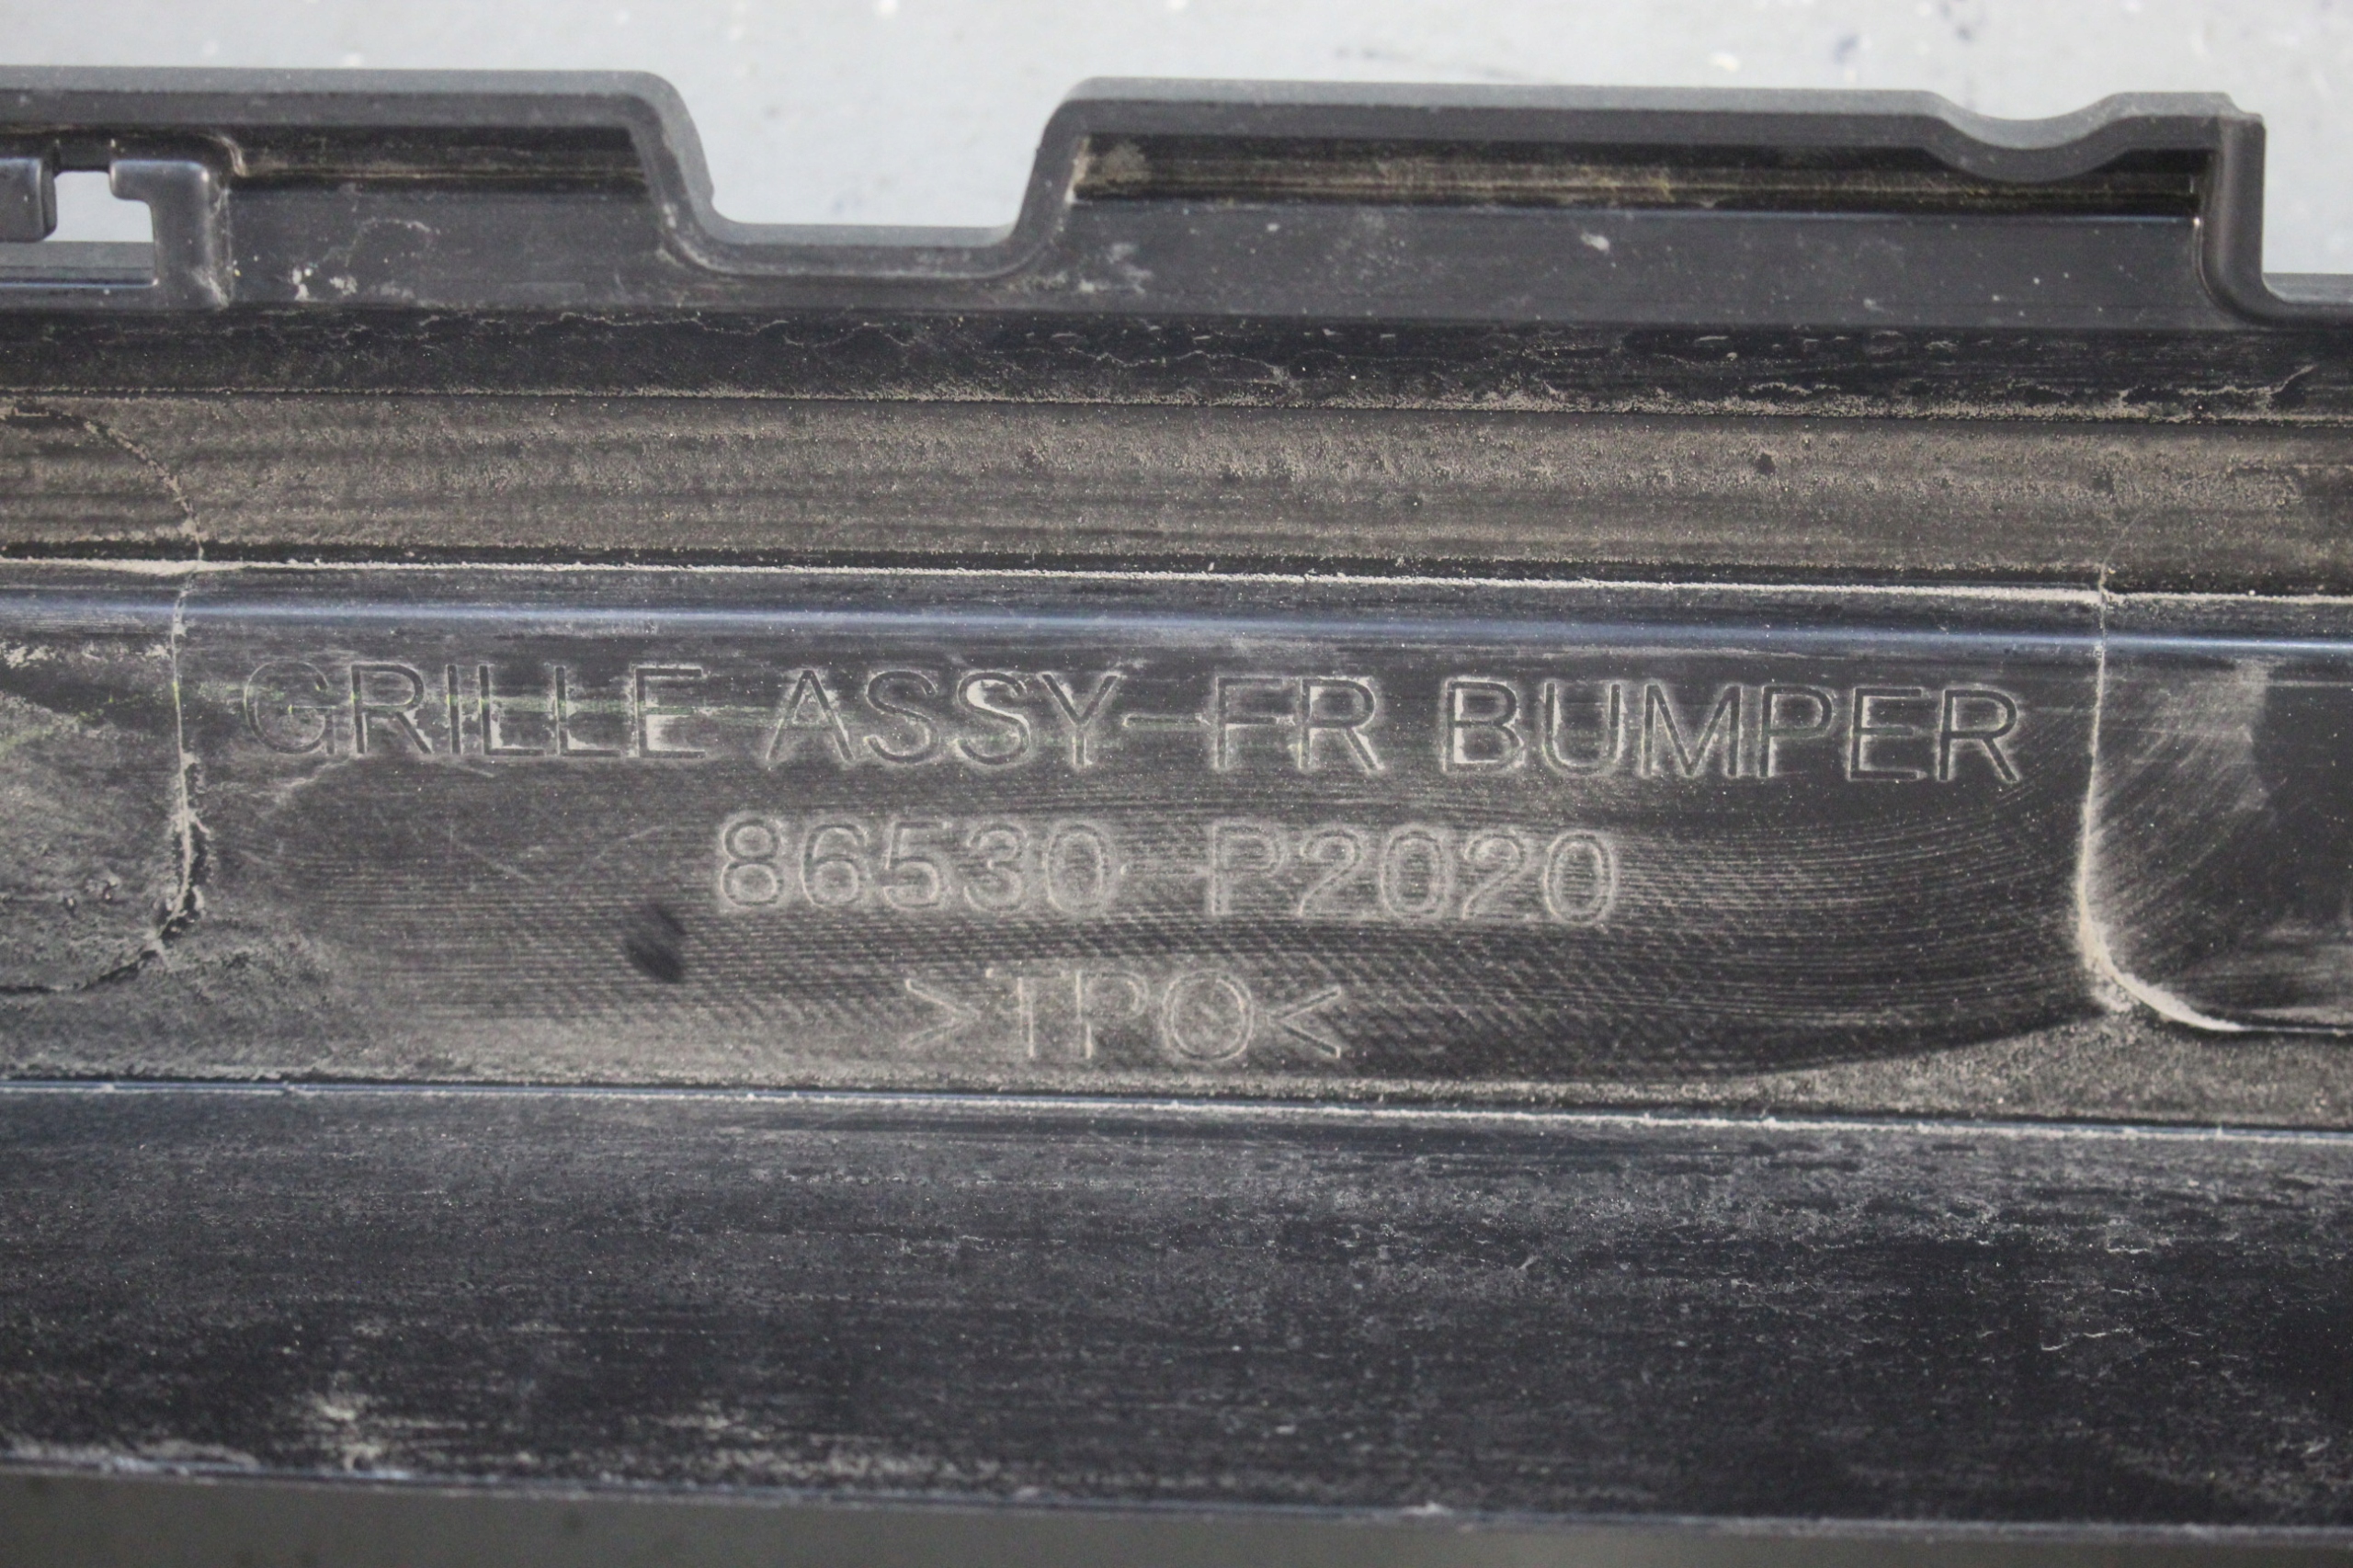 GRILLE ASSY-FR BUMPER
86530-P2020
>TPO<